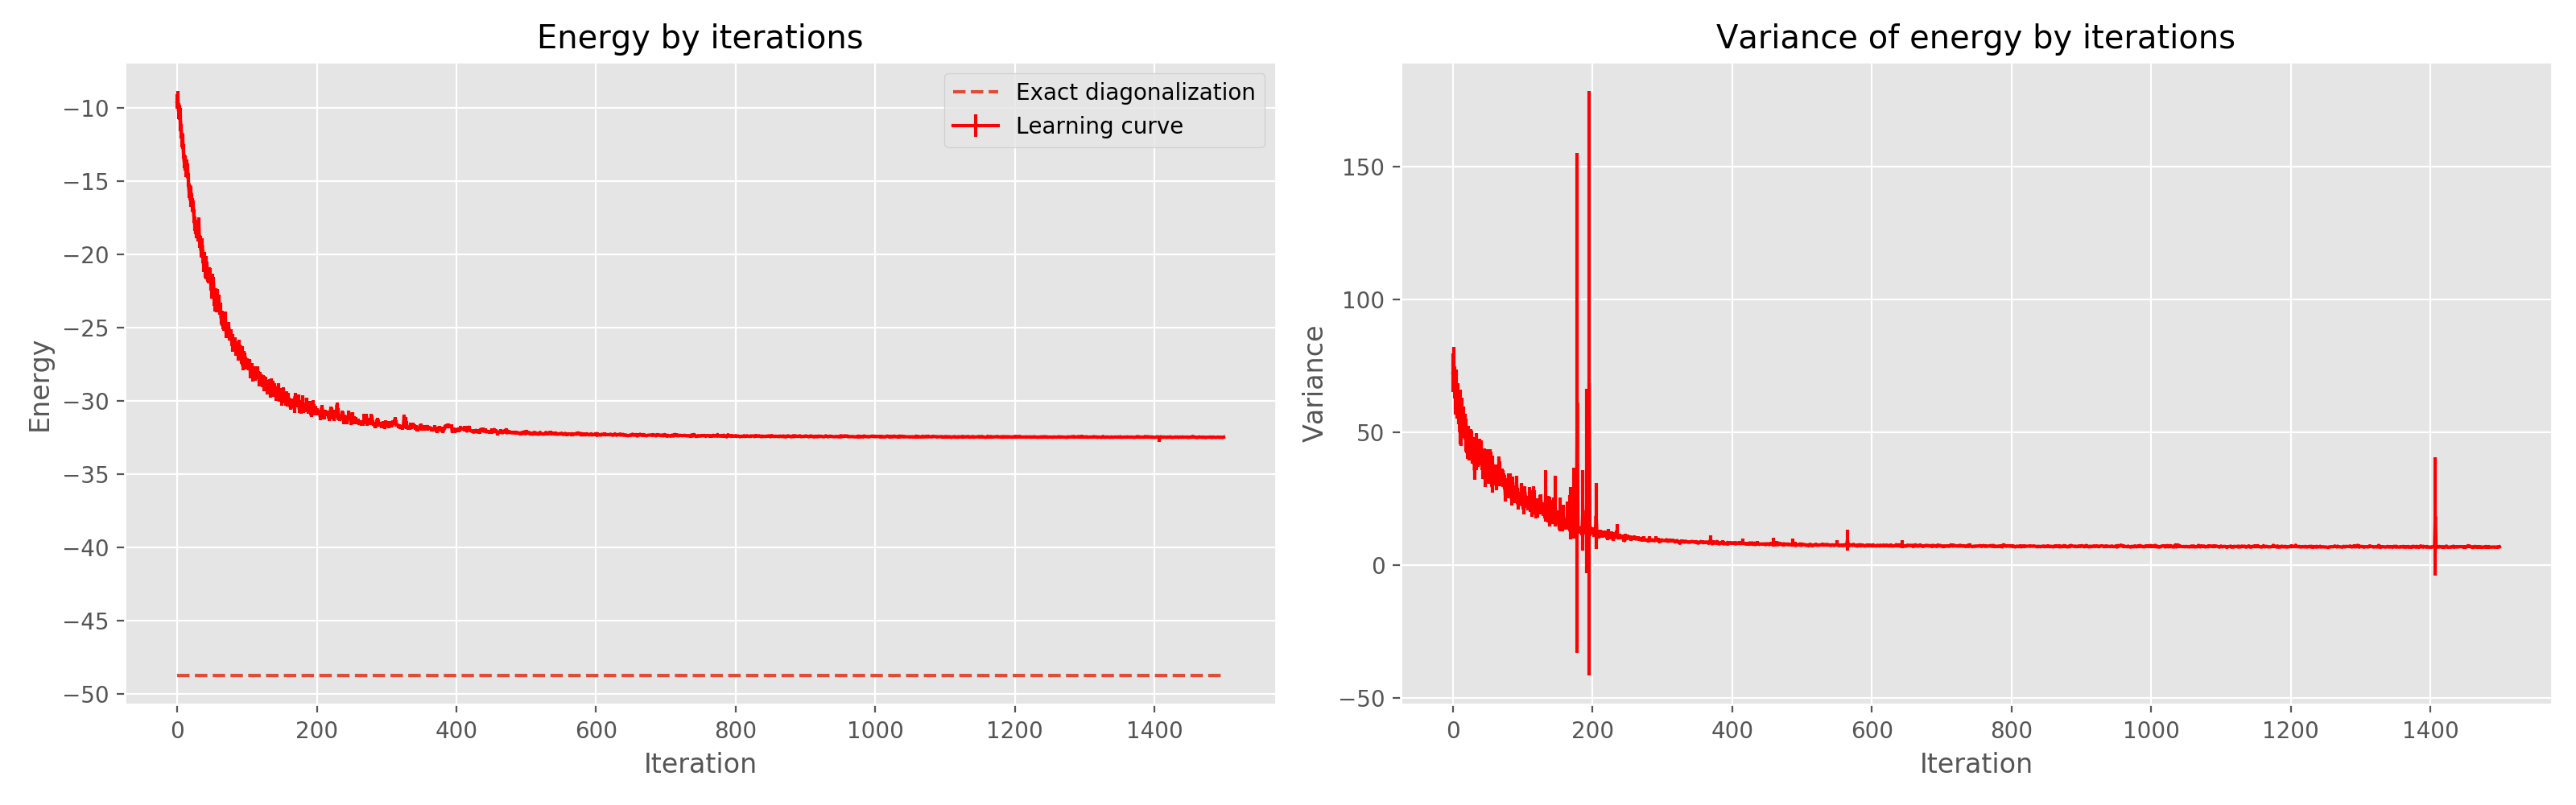 Energy by iterations
Exact diagonalization
Learning curve
−10
−15
−20
−25
−30
−35
−40
−45
−50
Energy
0 200 400 600 800 1000 1200 1400
Iteration
Variance of energy by iterations
150
100
50
0
−50
Variance
0 200 400 600 800 1000 1200 1400
Iteration